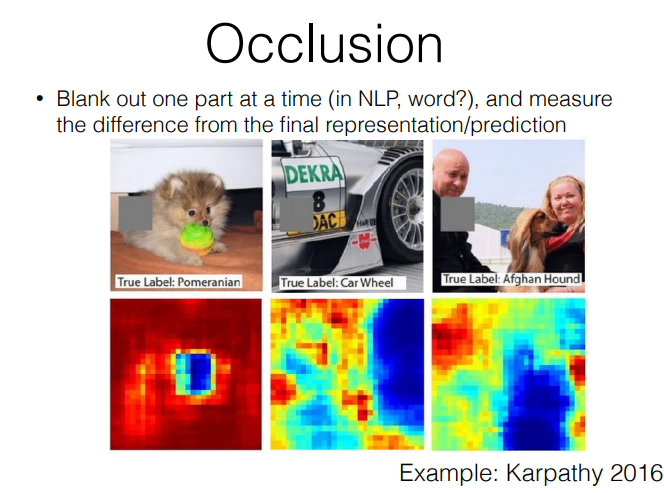 Occlusion
• Blank out one part at a time (in NLP, word?), and measure
the difference from the final representation/prediction
DEKRA
8
DAC
True Label: Pomeranian
True Label: Car Wheel
True Label: Afghan Hound
Example: Karpathy 2016